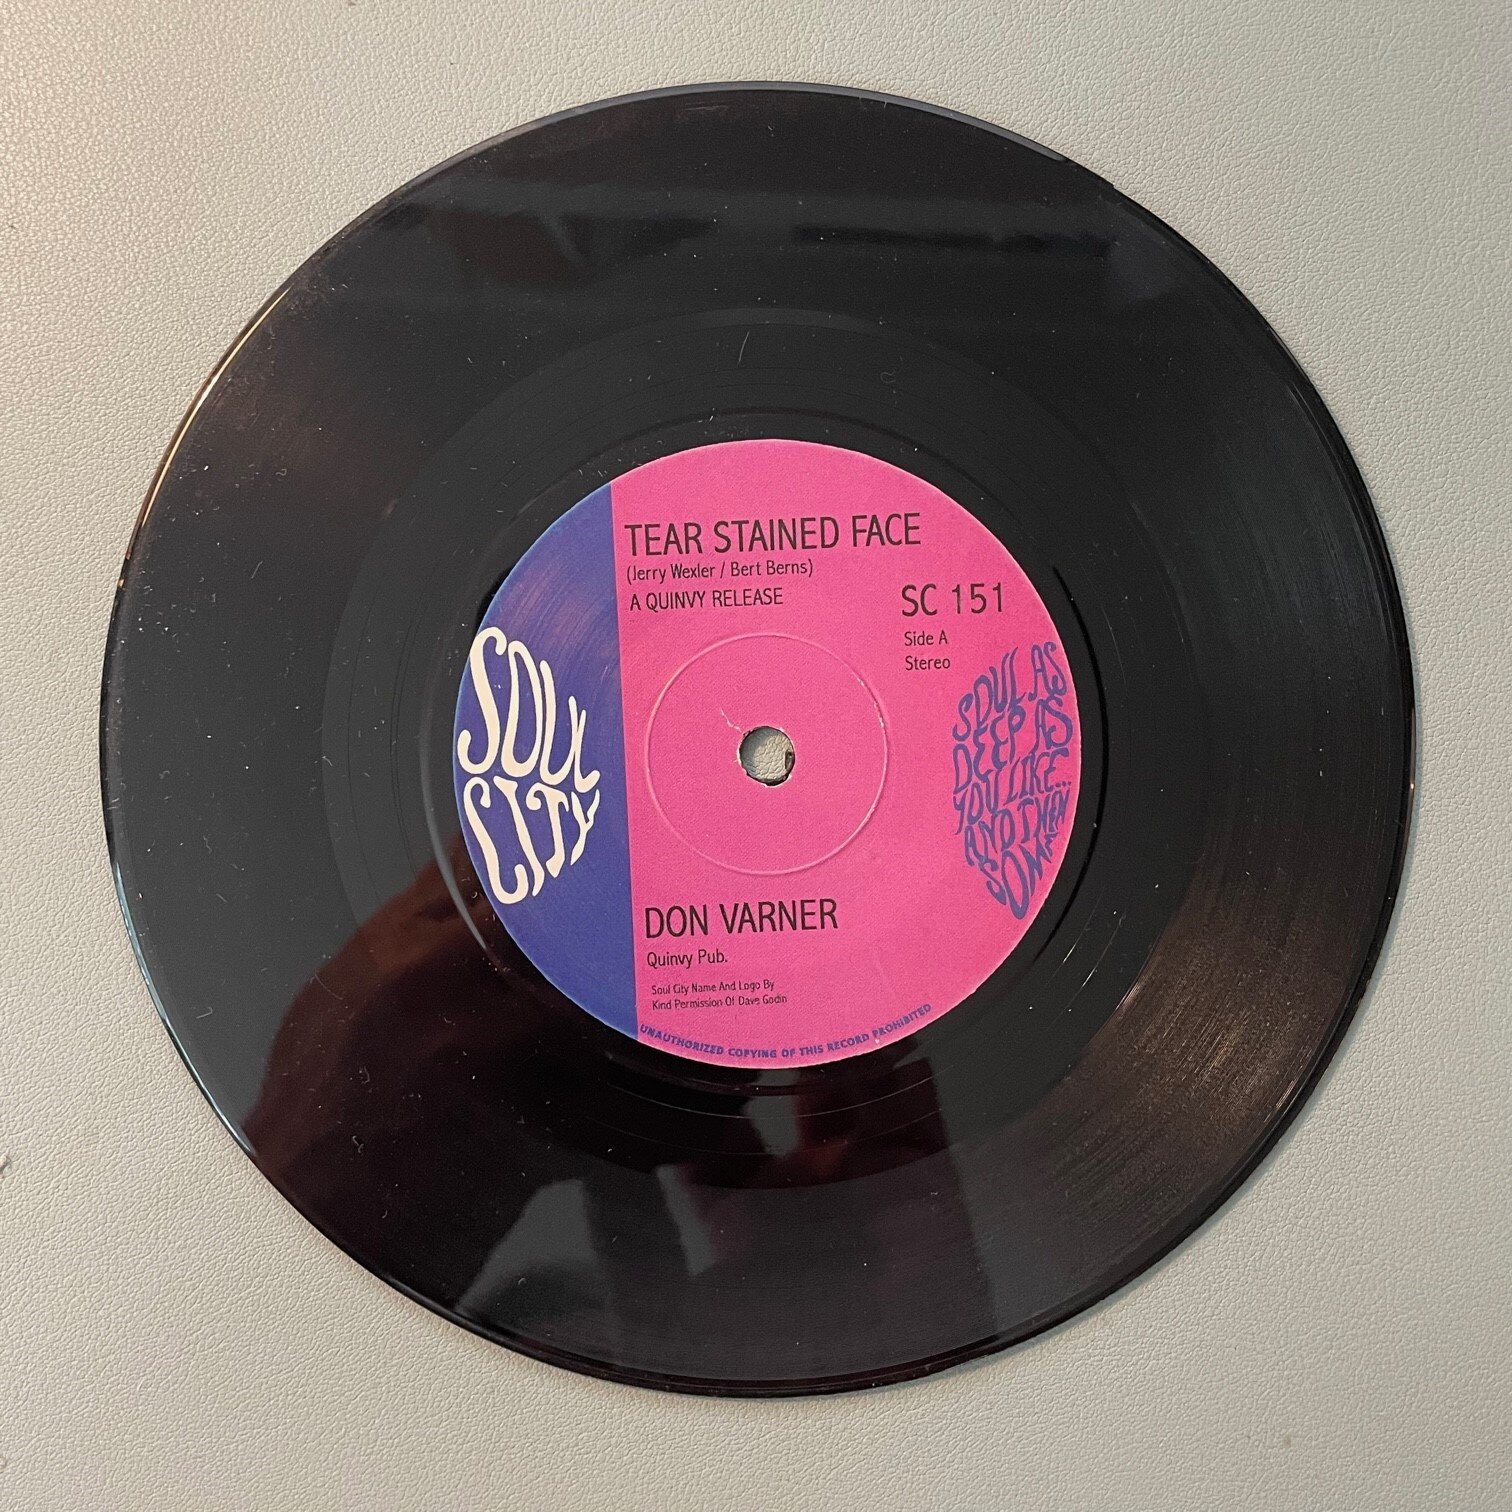 TEAR STAINED FACE
(Jerry Wexler / Bert Berns)
A QUINVY RELEASE
SC 151
Side A
Stereo
SOUL
CITY
SOUL AS
DEEP AS
YOU LIKE...
AND THEN
SOME
DON VARNER
Quinvy Pub.
Soul City Name And Logo By
Kind Permission Of Dave Godin
UNAUTHORIZED COPYING OF THIS RECORD PROHIBITED